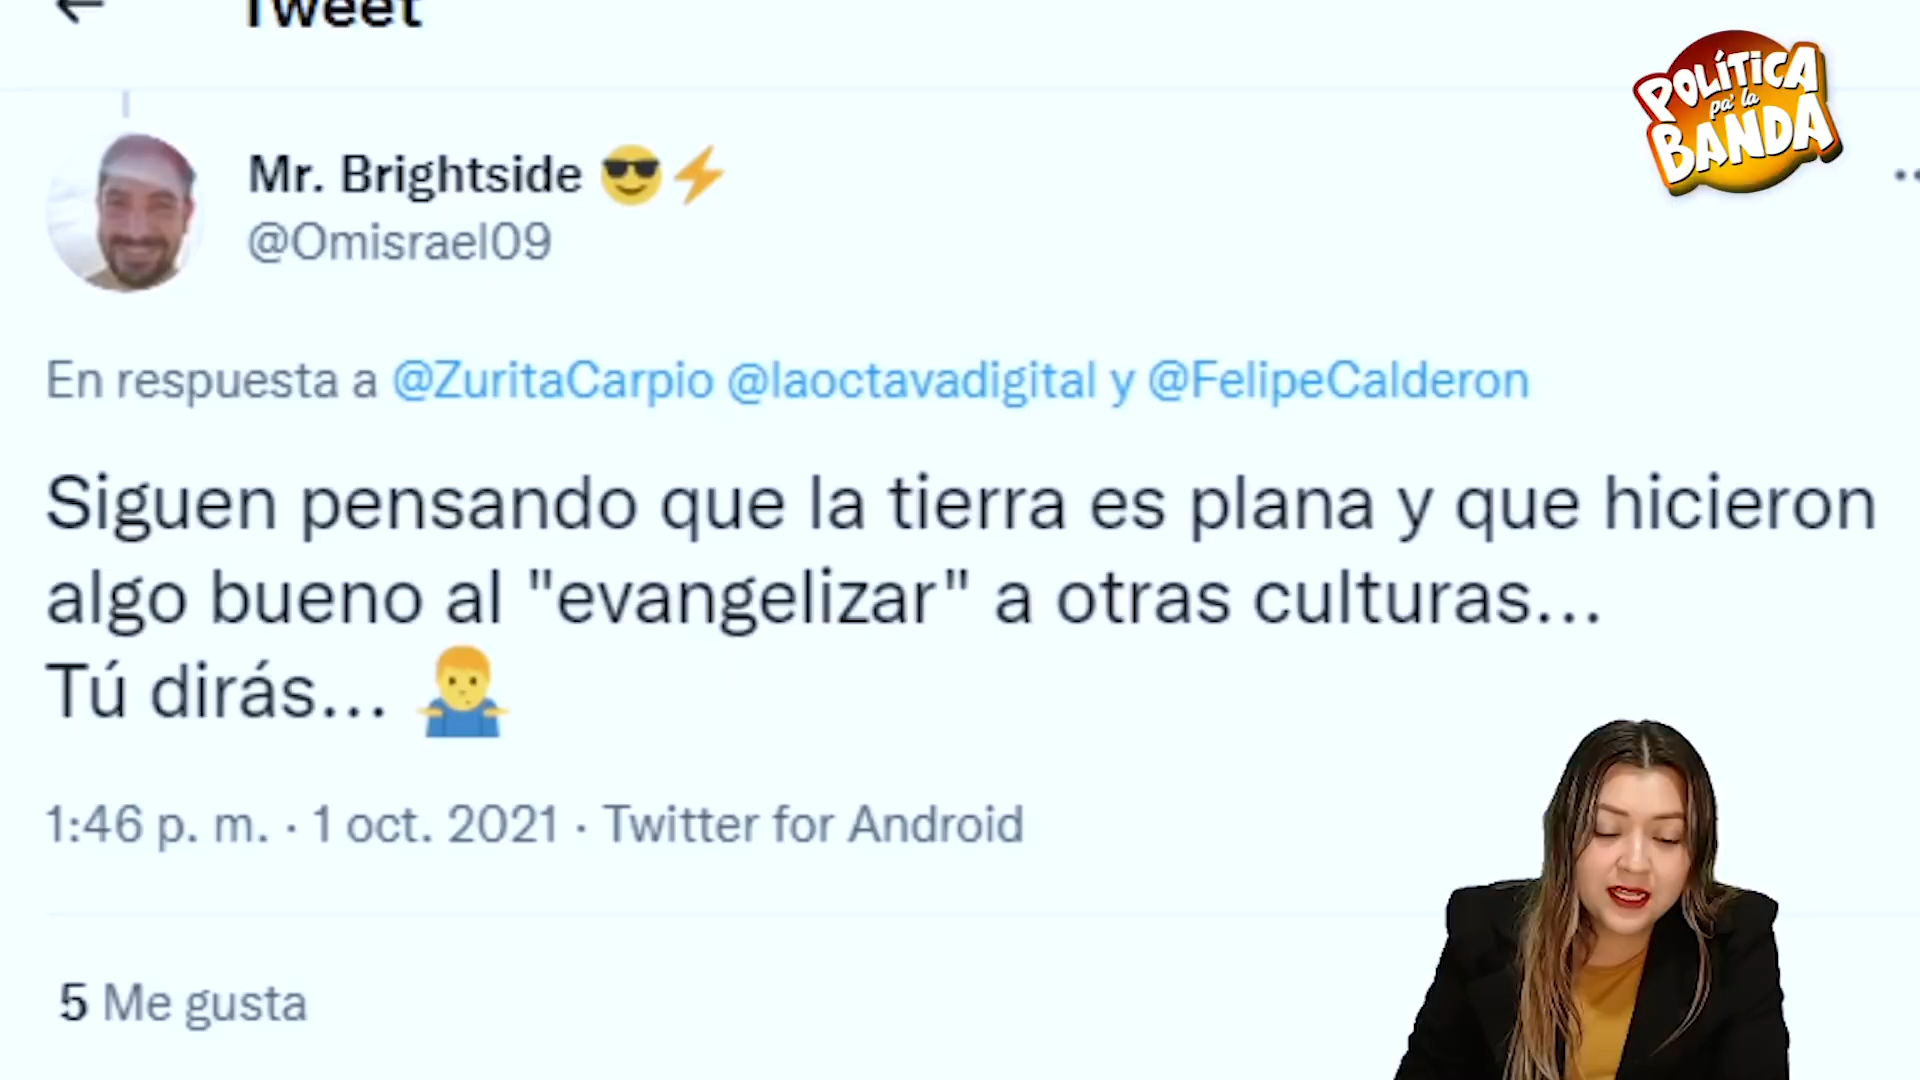 Tweet
POLÍTICA
pa' la
BANDA
Mr. Brightside 😎⚡
@Omisrael09
En respuesta a @ZuritaCarpio @laoctavadigital y @FelipeCalderon
Siguen pensando que la tierra es plana y que hicieron
algo bueno al "evangelizar" a otras culturas...
Tú dirás... 🤷‍♂️
1:46 p. m. · 1 oct. 2021 · Twitter for Android
5 Me gusta